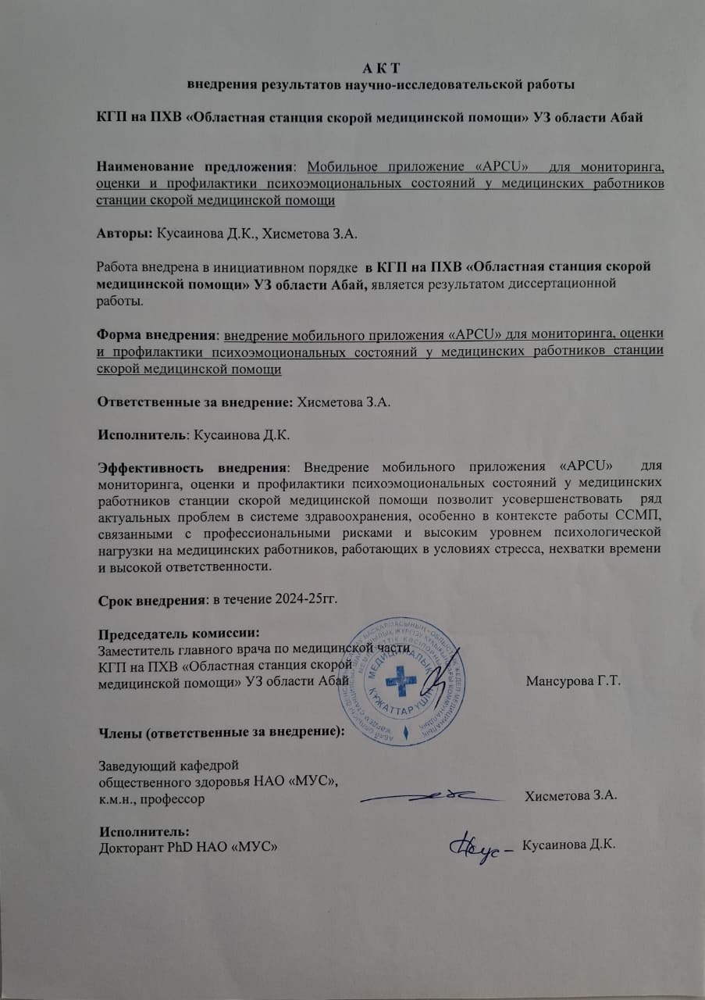 А К Т
внедрения результатов научно-исследовательской работы
КГП на ПХВ «Областная станция скорой медицинской помощи» УЗ области Абай
Наименование предложения: Мобильное приложение «APCU» для мониторинга,
оценки и профилактики психоэмоциональных состояний у медицинских работников
станции скорой медицинской помощи
Авторы: Кусаинова Д.К., Хисметова З.А.
Работа внедрена в инициативном порядке в КГП на ПХВ «Областная станция скорой
медицинской помощи» УЗ области Абай, является результатом диссертационной
работы.
Форма внедрения: внедрение мобильного приложения «APCU» для мониторинга, оценки
и профилактики психоэмоциональных состояний у медицинских работников станции
скорой медицинской помощи
Ответственные за внедрение: Хисметова З.А.
Исполнитель: Кусаинова Д.К.
Эффективность внедрения: Внедрение мобильного приложения «APCU» для
мониторинга, оценки и профилактики психоэмоциональных состояний у медицинских
работников станции скорой медицинской помощи позволит усовершенствовать ряд
актуальных проблем в системе здравоохранения, особенно в контексте работы ССМП,
связанными с профессиональными рисками и высоким уровнем психологической
нагрузки на медицинских работников, работающих в условиях стресса, нехватки времени
и высокой ответственности.
Срок внедрения: в течение 2024-25гг.
Председатель комиссии:
Заместитель главного врача по медицинской части
КГП на ПХВ «Областная станция скорой
медицинской помощи» УЗ области Абай
Мансурова Г.Т.
МЕДИЦИНАЛЫҚ
ҚҰЖАТТАР ҮШІН
Члены (ответственные за внедрение):
Заведующий кафедрой
общественного здоровья НАО «МУС»,
к.м.н., профессор
Хисметова З.А.
Исполнитель:
Докторант PhD НАО «МУС»
Кусаинова Д.К.